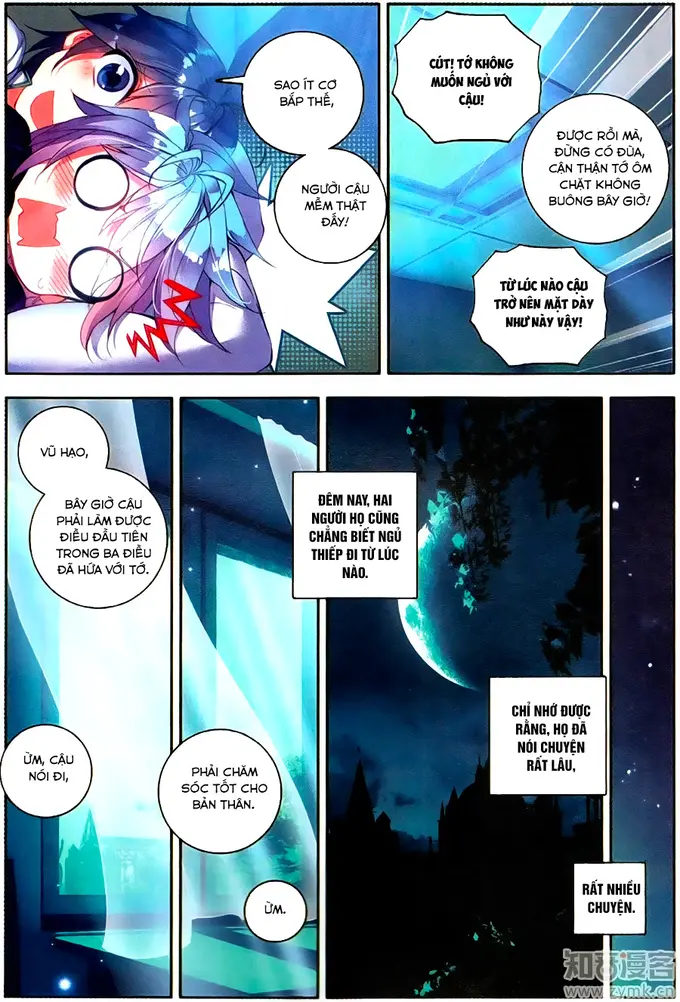 SAO ÍT CƠ
BẮP THẾ,
NGƯỜI CẬU
MỀM THẬT
ĐẤY!
CÚT! TỚ KHÔNG
MUỐN NGỦ VỚI
CẬU!
ĐƯỢC RỒI MÀ,
ĐỪNG CÓ ĐÙA,
CẨN THẬN TỚ ÔM
CHẶT KHÔNG
BUÔNG BÂY GIỜ!
TỪ LÚC NÀO CẬU
TRỞ NÊN MẶT DÀY
NHƯ NÀY VẬY!
VŨ HẠO,
BÂY GIỜ CẬU
PHẢI LÀM ĐƯỢC
ĐIỀU ĐẦU TIÊN
TRONG BA ĐIỀU
ĐÃ HỨA VỚI TỚ.
ỪM, CẬU
NÓI ĐI,
PHẢI CHĂM
SÓC TỐT CHO
BẢN THÂN.
ỪM.
ĐÊM NAY, HAI
NGƯỜI HỌ CŨNG
CHẲNG BIẾT NGỦ
THIẾP ĐI TỪ LÚC
NÀO.
CHỈ NHỚ ĐƯỢC
RẰNG, HỌ ĐÃ
NÓI CHUYỆN
RẤT LÂU,
RẤT NHIỀU
CHUYỆN.
知音漫客
www.zymk.cn